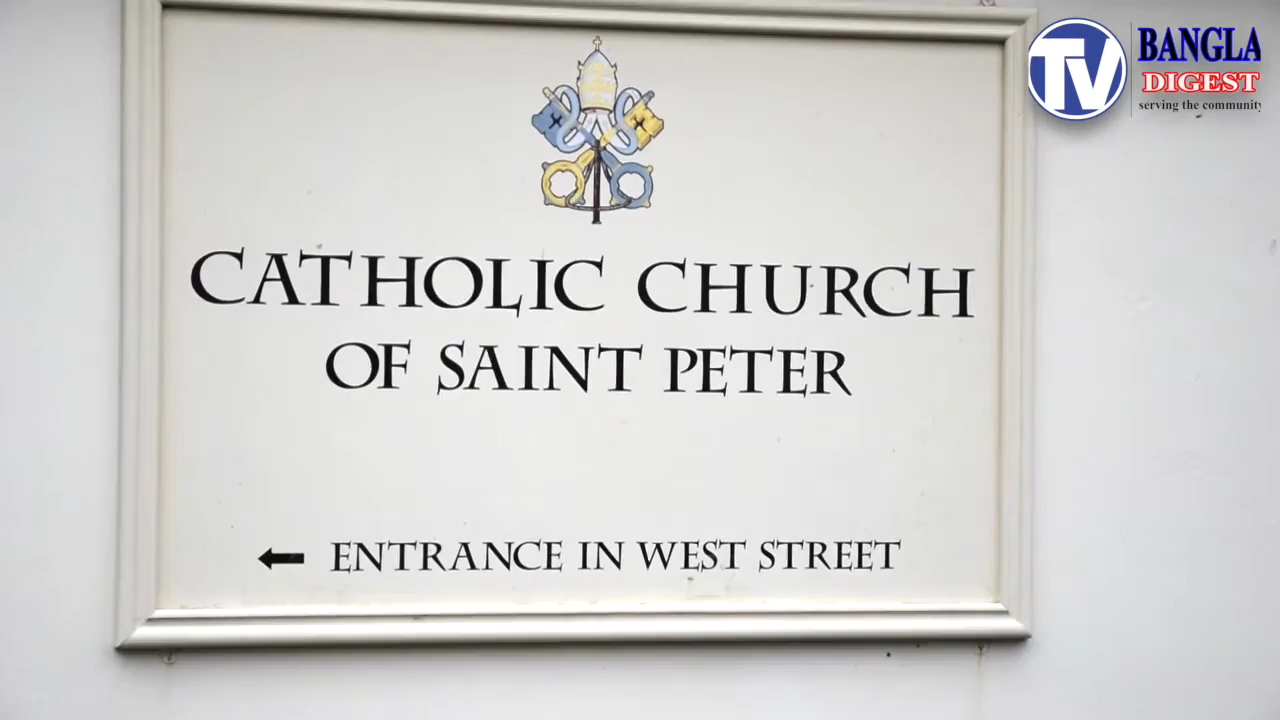 CATHOLIC CHURCH
OF SAINT PETER
ENTRANCE IN WEST STREET
TV
BANGLA
DIGEST
serving the community